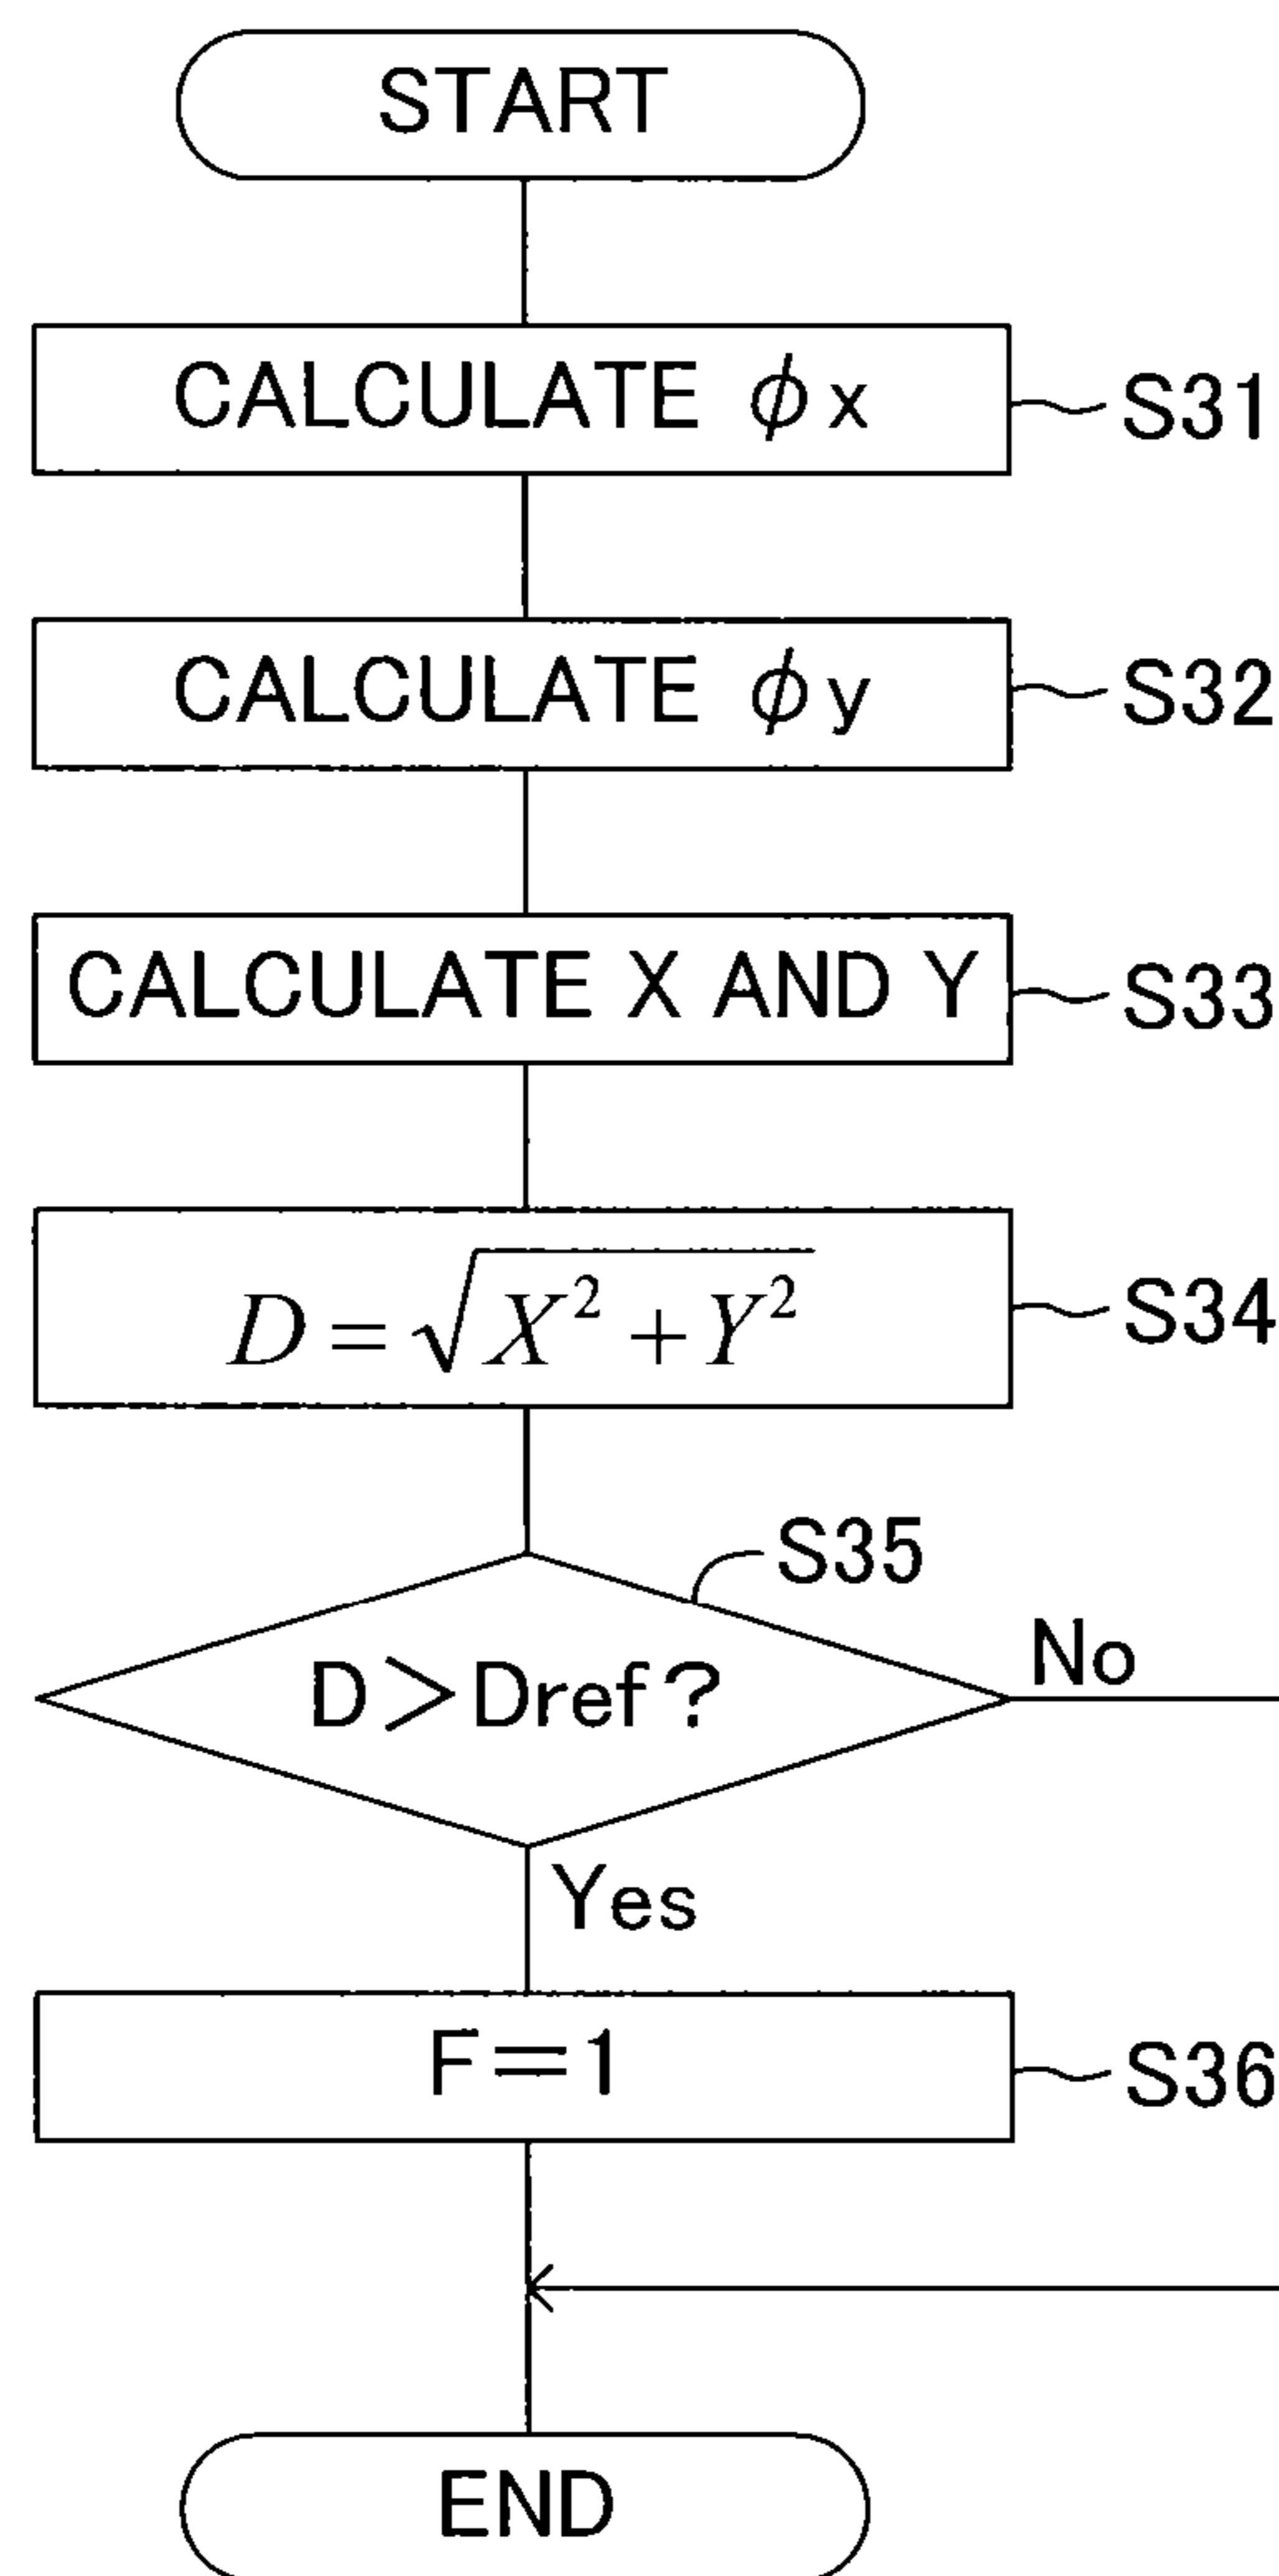 START
CALCULATE ϕx
S31
CALCULATE ϕy
S32
CALCULATE X AND Y
S33
D = √X² + Y²
S34
S35
D>Dref?
No
Yes
F=1
S36
END